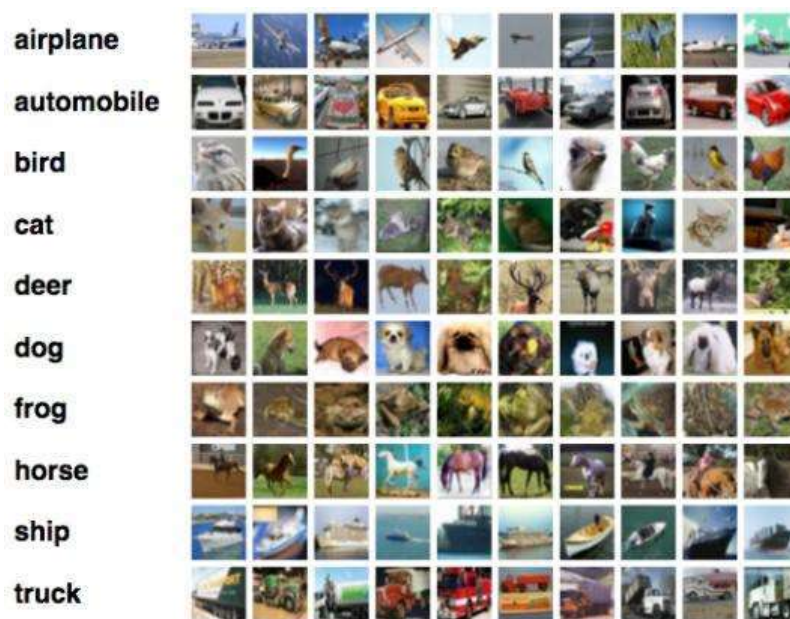 airplane
automobile
bird
cat
deer
dog
frog
horse
ship
truck